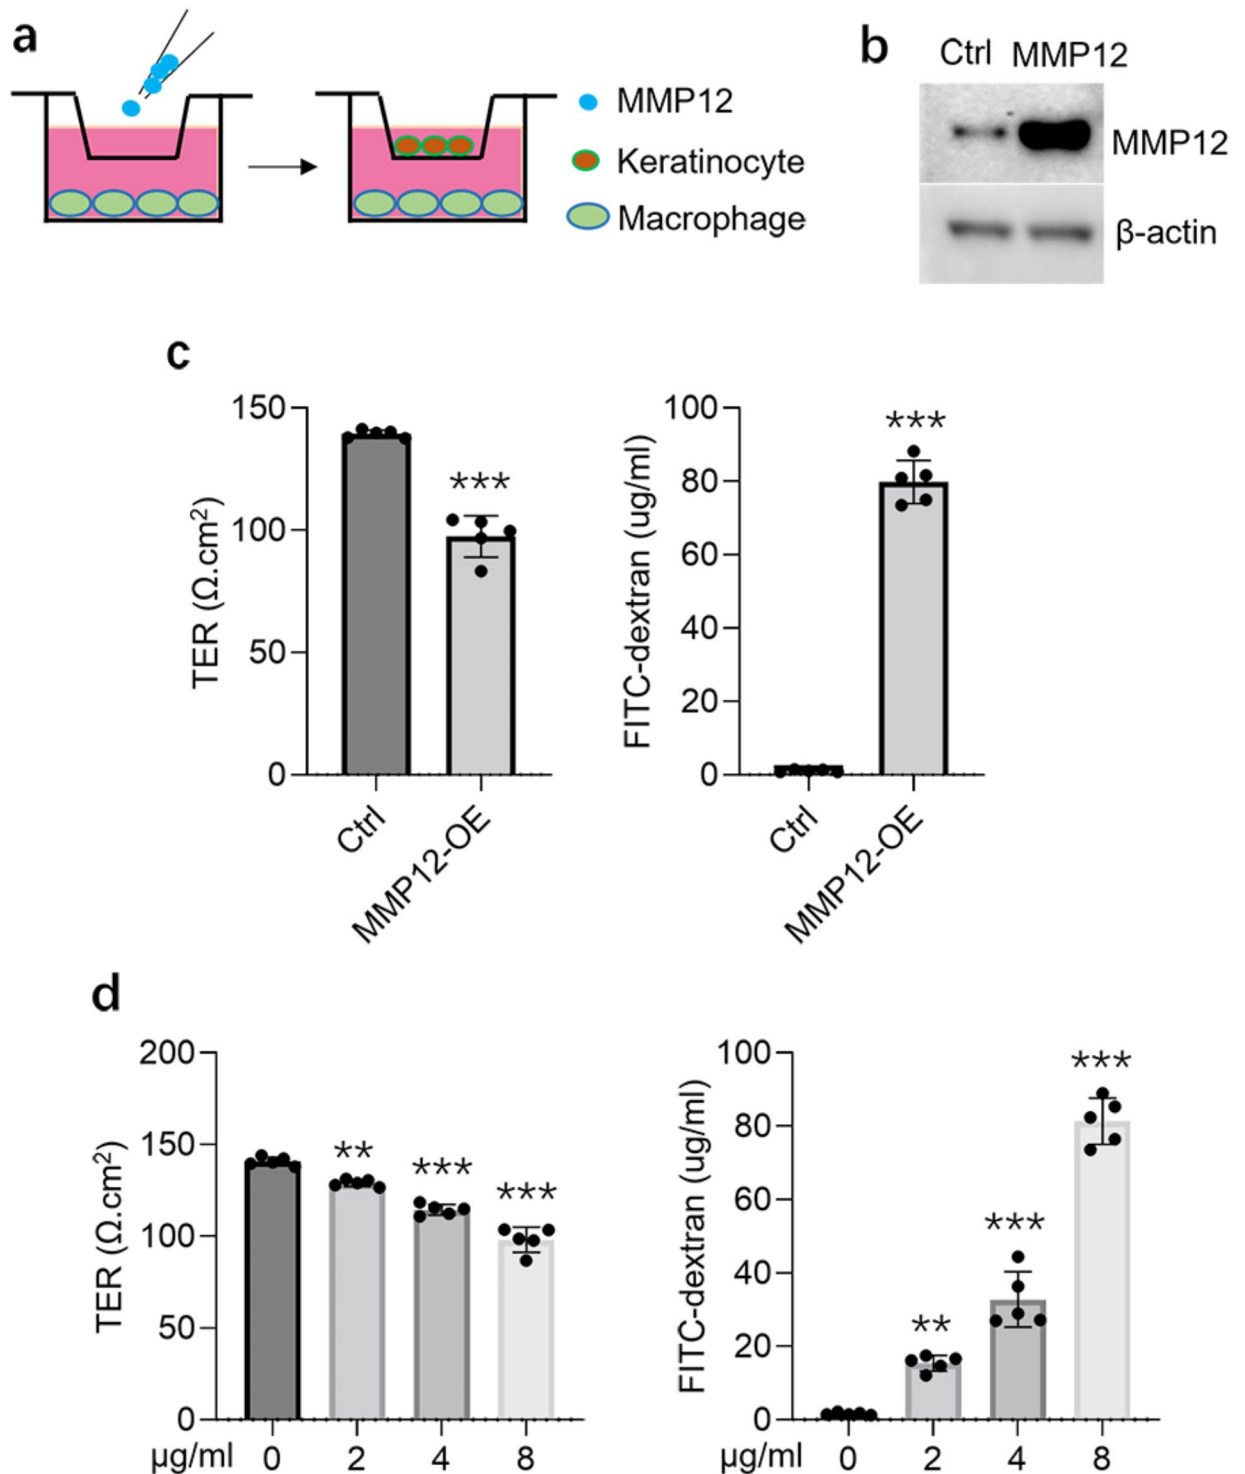 a
MMP12
Keratinocyte
Macrophage
b
Ctrl MMP12
MMP12
β-actin
c
TER (Ω.cm²)
150
100
50
0
***
Ctrl
MMP12-OE
FITC-dextran (ug/ml)
100
80
60
40
20
0
***
Ctrl
MMP12-OE
d
TER (Ω.cm²)
200
150
100
50
0
**
***
***
µg/ml 0 2 4 8
FITC-dextran (ug/ml)
100
80
60
40
20
0
**
***
***
µg/ml 0 2 4 8